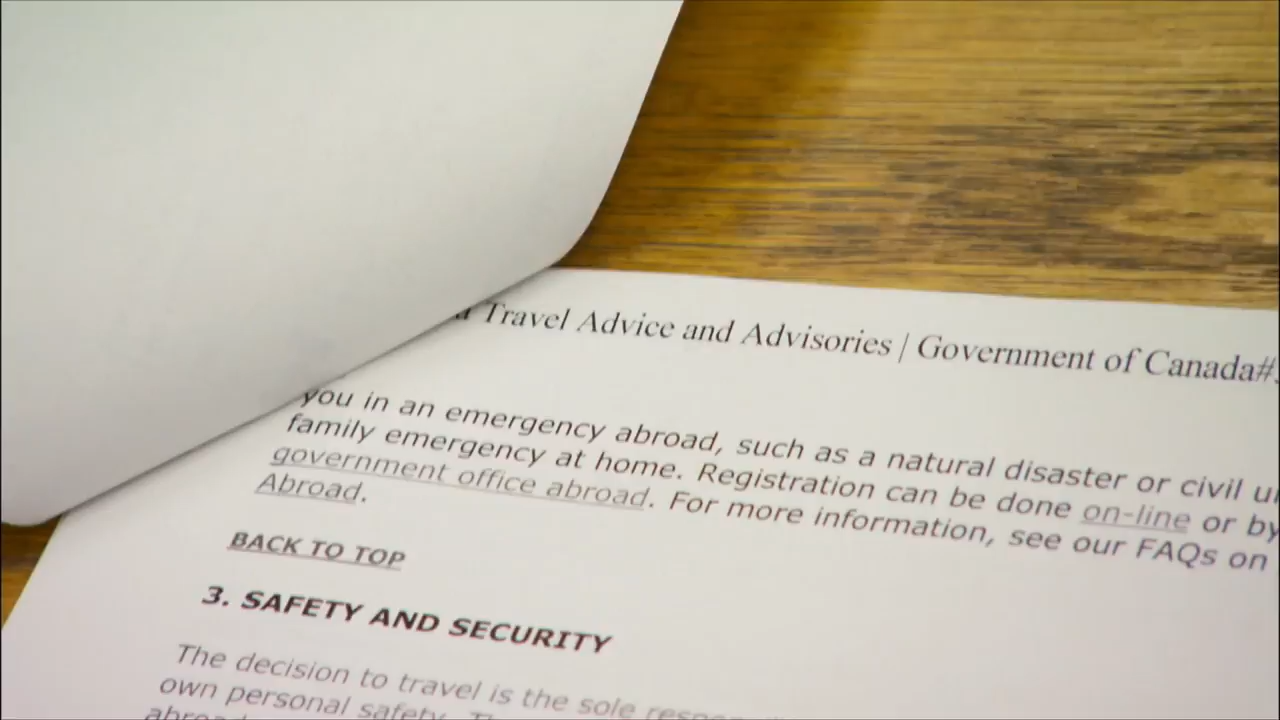 Travel Advice and Advisories | Government of Canada#
you in an emergency abroad, such as a natural disaster or civil
family emergency at home. Registration can be done on-line or by
government office abroad. For more information, see our FAQs on
Abroad.
BACK TO TOP
3. SAFETY AND SECURITY
The decision to travel is the sole
own personal safety.